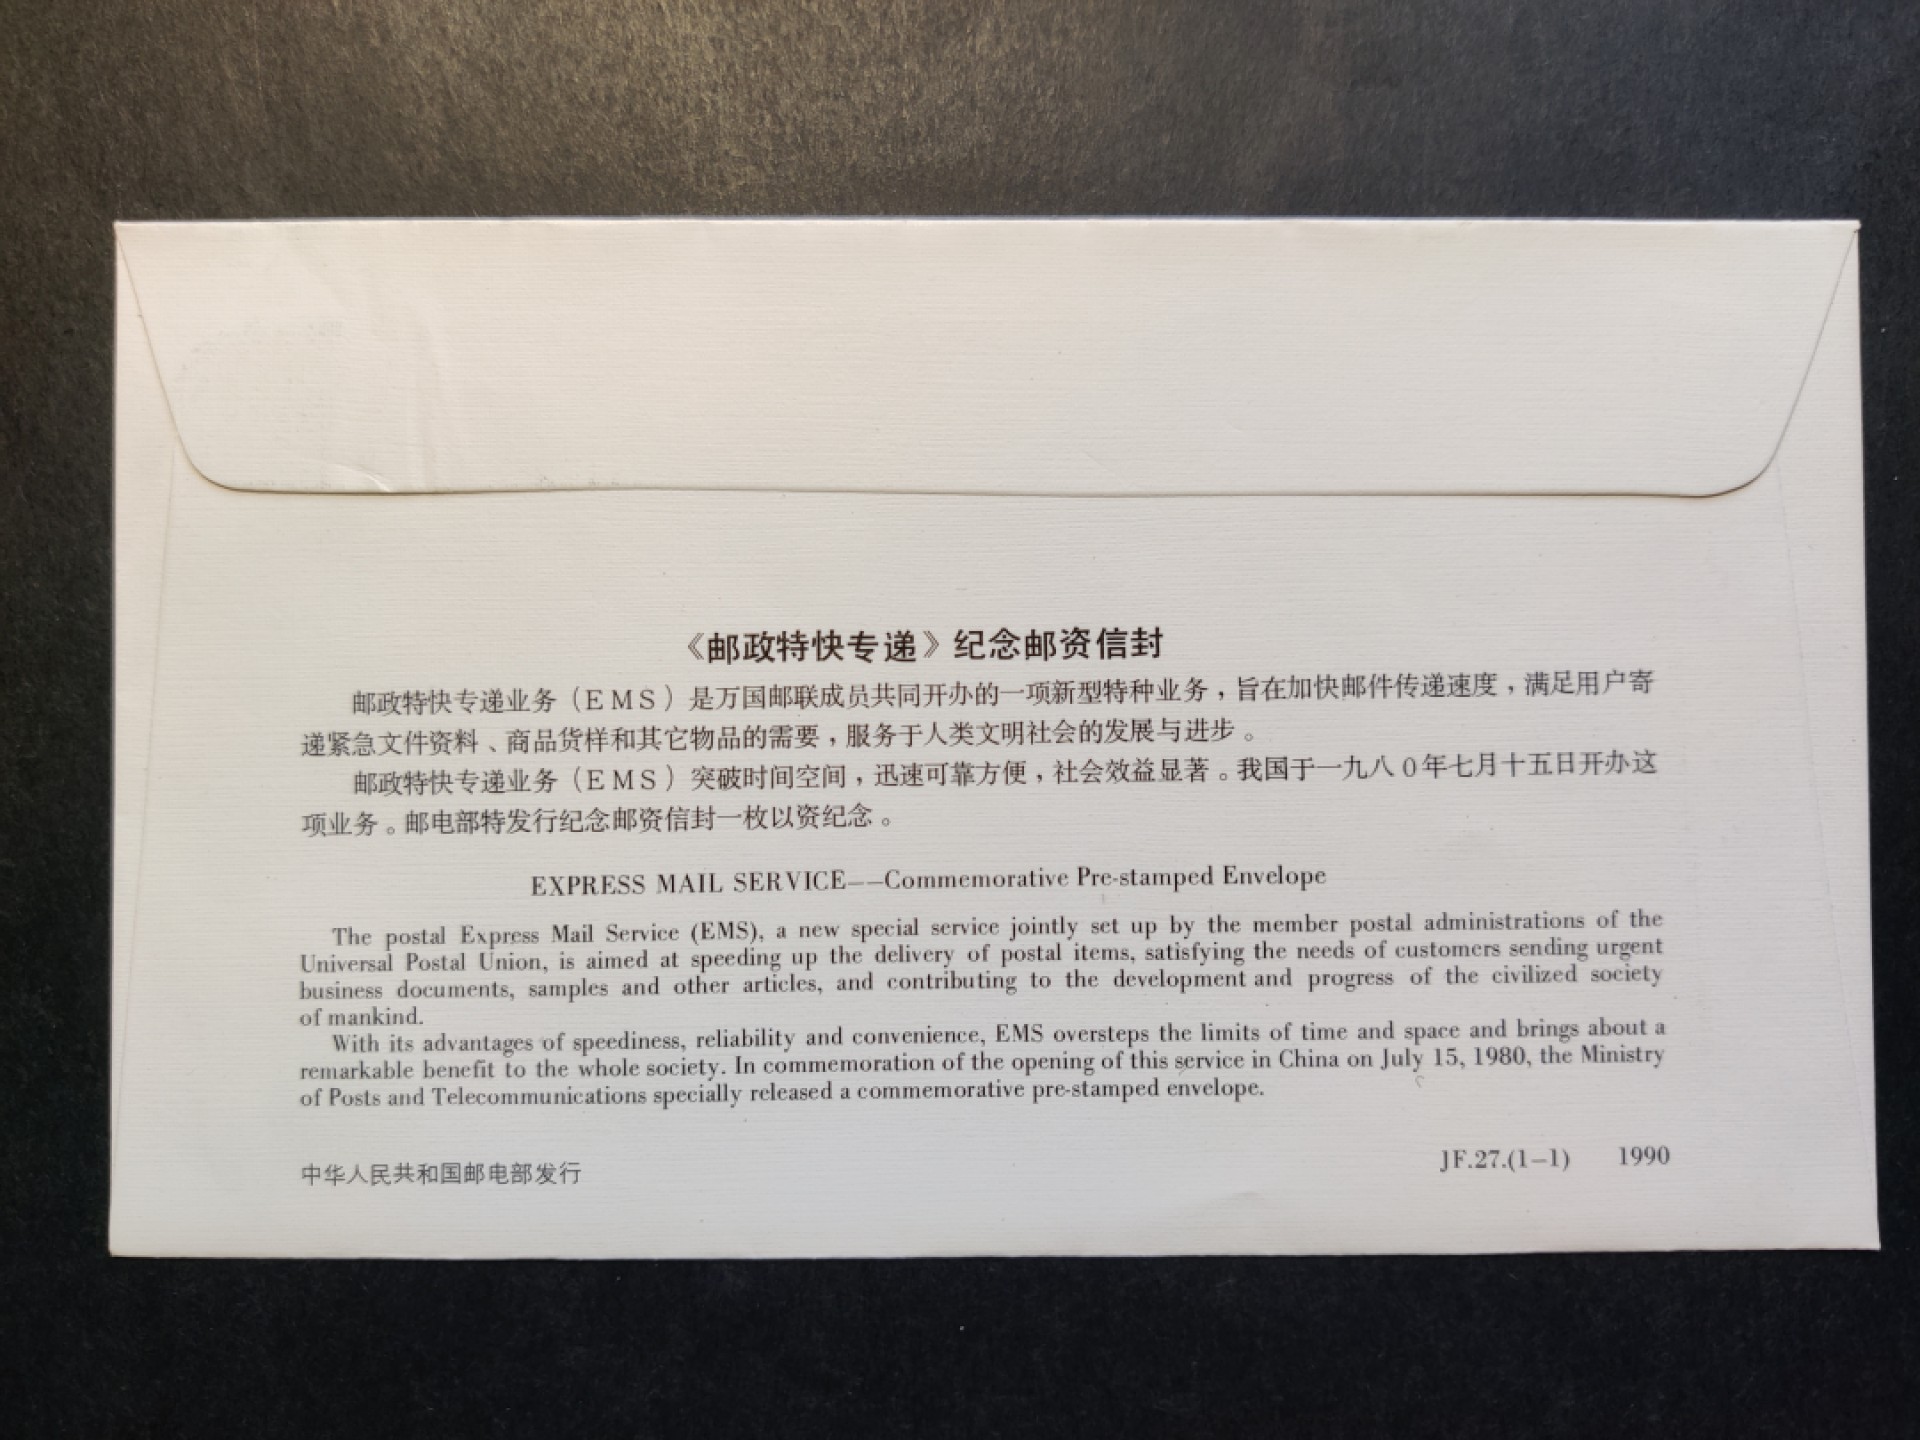 《邮政特快专递》纪念邮资信封
邮政特快专递业务（EMS）是万国邮联成员共同开办的一项新型特种业务，旨在加快邮件传递速度，满足用户寄
递紧急文件资料、商品货样和其它物品的需要，服务于人类文明社会的发展与进步。
邮政特快专递业务（EMS）突破时间空间，迅速可靠方便，社会效益显著。我国于一九八0年七月十五日开办这
项业务。邮电部特发行纪念邮资信封一枚以资纪念。
EXPRESS MAIL SERVICE——Commemorative Pre-stamped Envelope
The postal Express Mail Service (EMS), a new special service jointly set up by the member postal administrations of the
Universal Postal Union, is aimed at speeding up the delivery of postal items, satisfying the needs of customers sending urgent
business documents, samples and other articles, and contributing to the development and progress of the civilized society
of mankind.
With its advantages of speediness, reliability and convenience, EMS oversteps the limits of time and space and brings about a
remarkable benefit to the whole society. In commemoration of the opening of this service in China on July 15, 1980, the Ministry
of Posts and Telecommunications specially released a commemorative pre-stamped envelope.
中华人民共和国邮电部发行 JF.27.(1-1) 1990